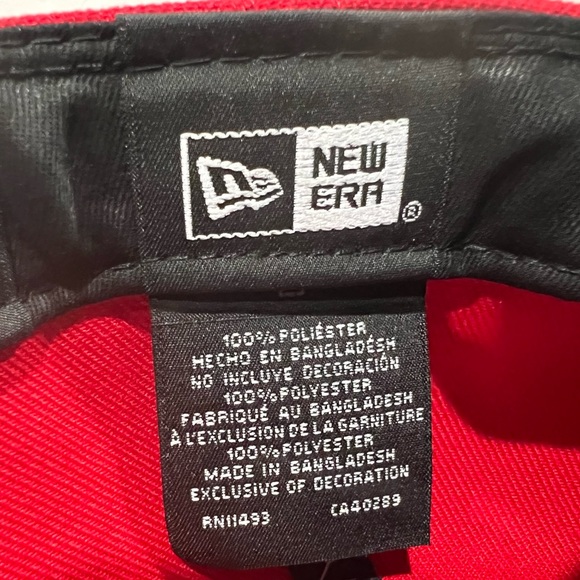 NEW
ERA
®
100% POLIÉSTER
HECHO EN BANGLADÉSH
NO INCLUYE DECORACIÓN
100% POLYESTER
FABRIQUÉ AU BANGLADESH
À L'EXCLUSION DE LA GARNITURE
100% POLYESTER
MADE IN BANGLADESH
EXCLUSIVE OF DECORATION
RN11493 CA40289